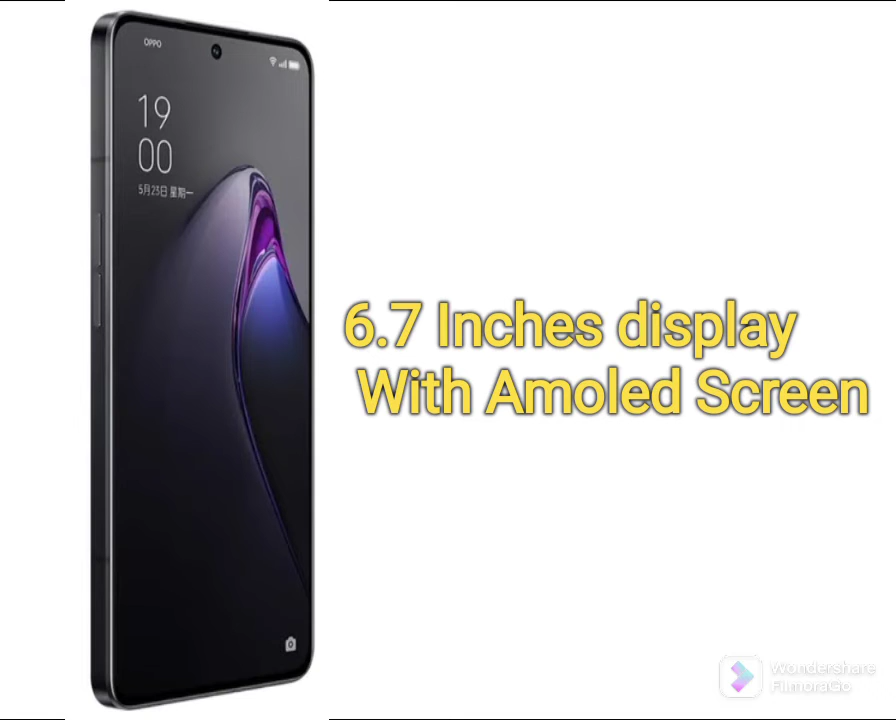 OPPO
19
00
5月23日 星期一
6.7 Inches display
With Amoled Screen
Wondershare
FilmoraGo